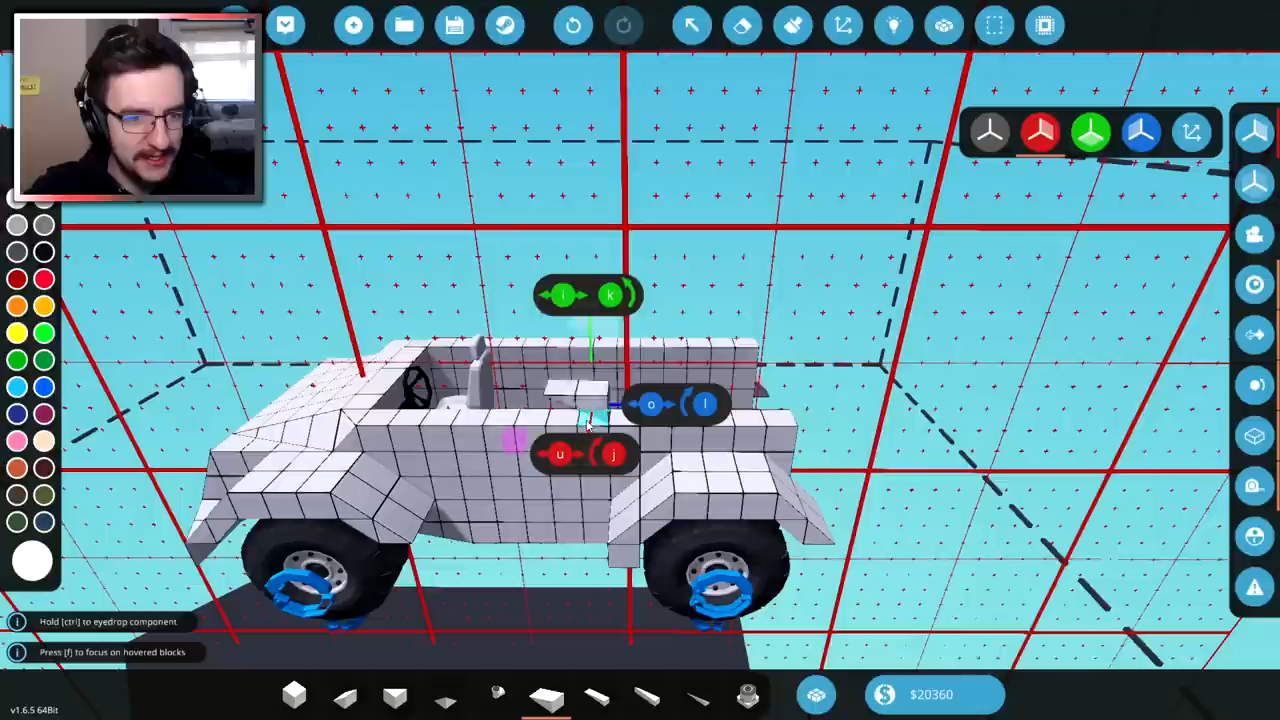 i k
o l
u j
Hold [ctrl] to eyedrop component
Press [f] to focus on hovered blocks
$20360
v1.6.5 64Bit